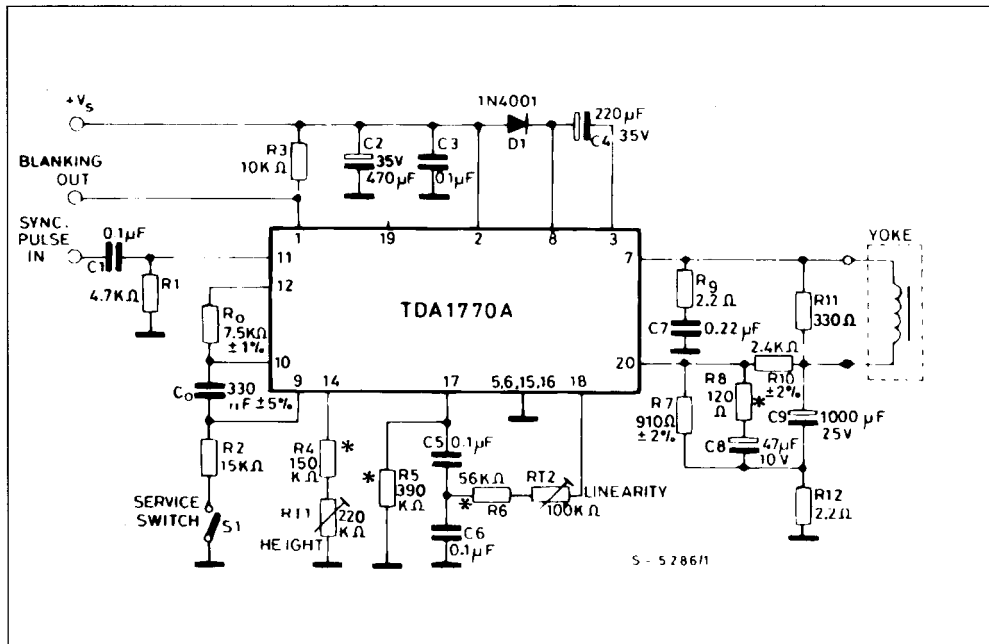 +Vs
BLANKING
OUT
SYNC.
PULSE
IN
0.1µF
C1
R1
4.7KΩ
R3
10KΩ
C2
35V
470µF
C3
0.1µF
1N4001
D1
220µF
35V
C4
1
19
2
8
3
11
12
10
9
14
17
5,6,15,16
18
7
20
TDA1770A
Ro
7.5KΩ
±1%
Co
330
nF ±5%
R2
15KΩ
SERVICE
SWITCH
S1
R4
150
KΩ
*
RT1
220
KΩ
HEIGHT
*
R5
390
KΩ
C5
0.1µF
C6
0.1µF
56KΩ
*
R6
RT2
100KΩ
LINEARITY
R9
2.2Ω
C7
0.22µF
R11
330Ω
YOKE
2.4KΩ
R10
±2%
R8
120
Ω
*
R7
910Ω
±2%
C8
47µF
10V
C9
1000µF
25V
R12
2.2Ω
S - 5286/1